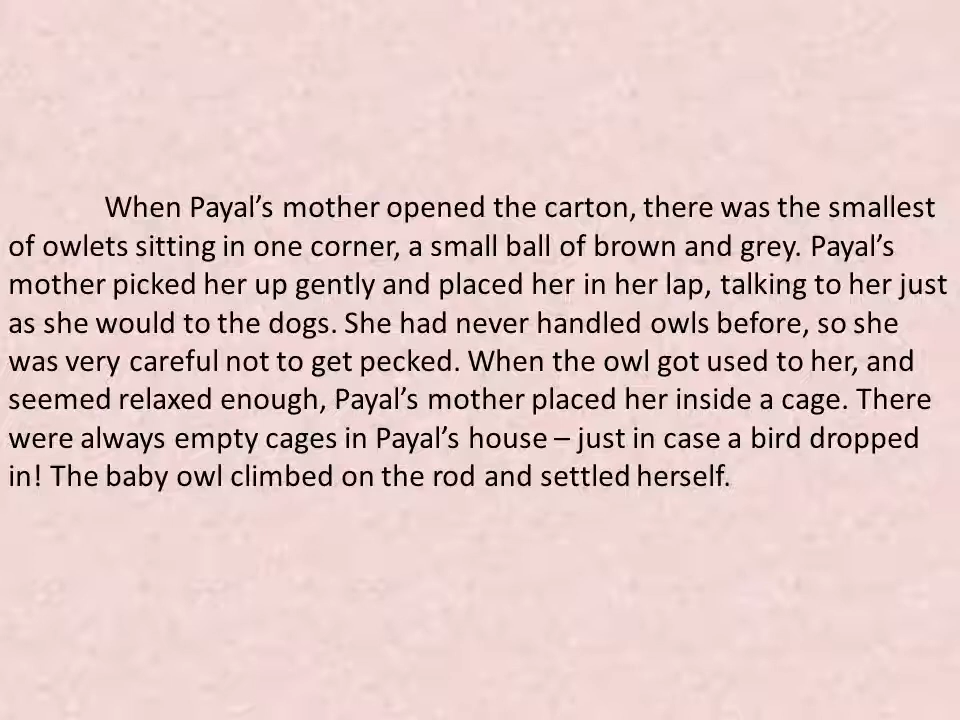 When Payal’s mother opened the carton, there was the smallest
of owlets sitting in one corner, a small ball of brown and grey. Payal’s
mother picked her up gently and placed her in her lap, talking to her just
as she would to the dogs. She had never handled owls before, so she
was very careful not to get pecked. When the owl got used to her, and
seemed relaxed enough, Payal’s mother placed her inside a cage. There
were always empty cages in Payal’s house – just in case a bird dropped
in! The baby owl climbed on the rod and settled herself.